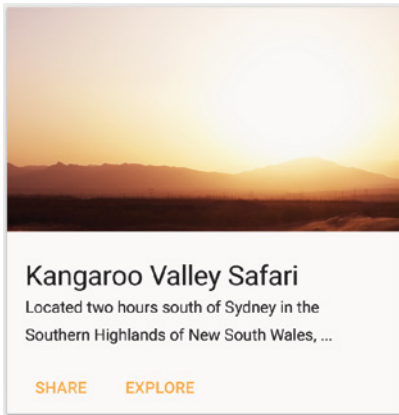 Kangaroo Valley Safari
Located two hours south of Sydney in the
Southern Highlands of New South Wales, ...
SHARE EXPLORE